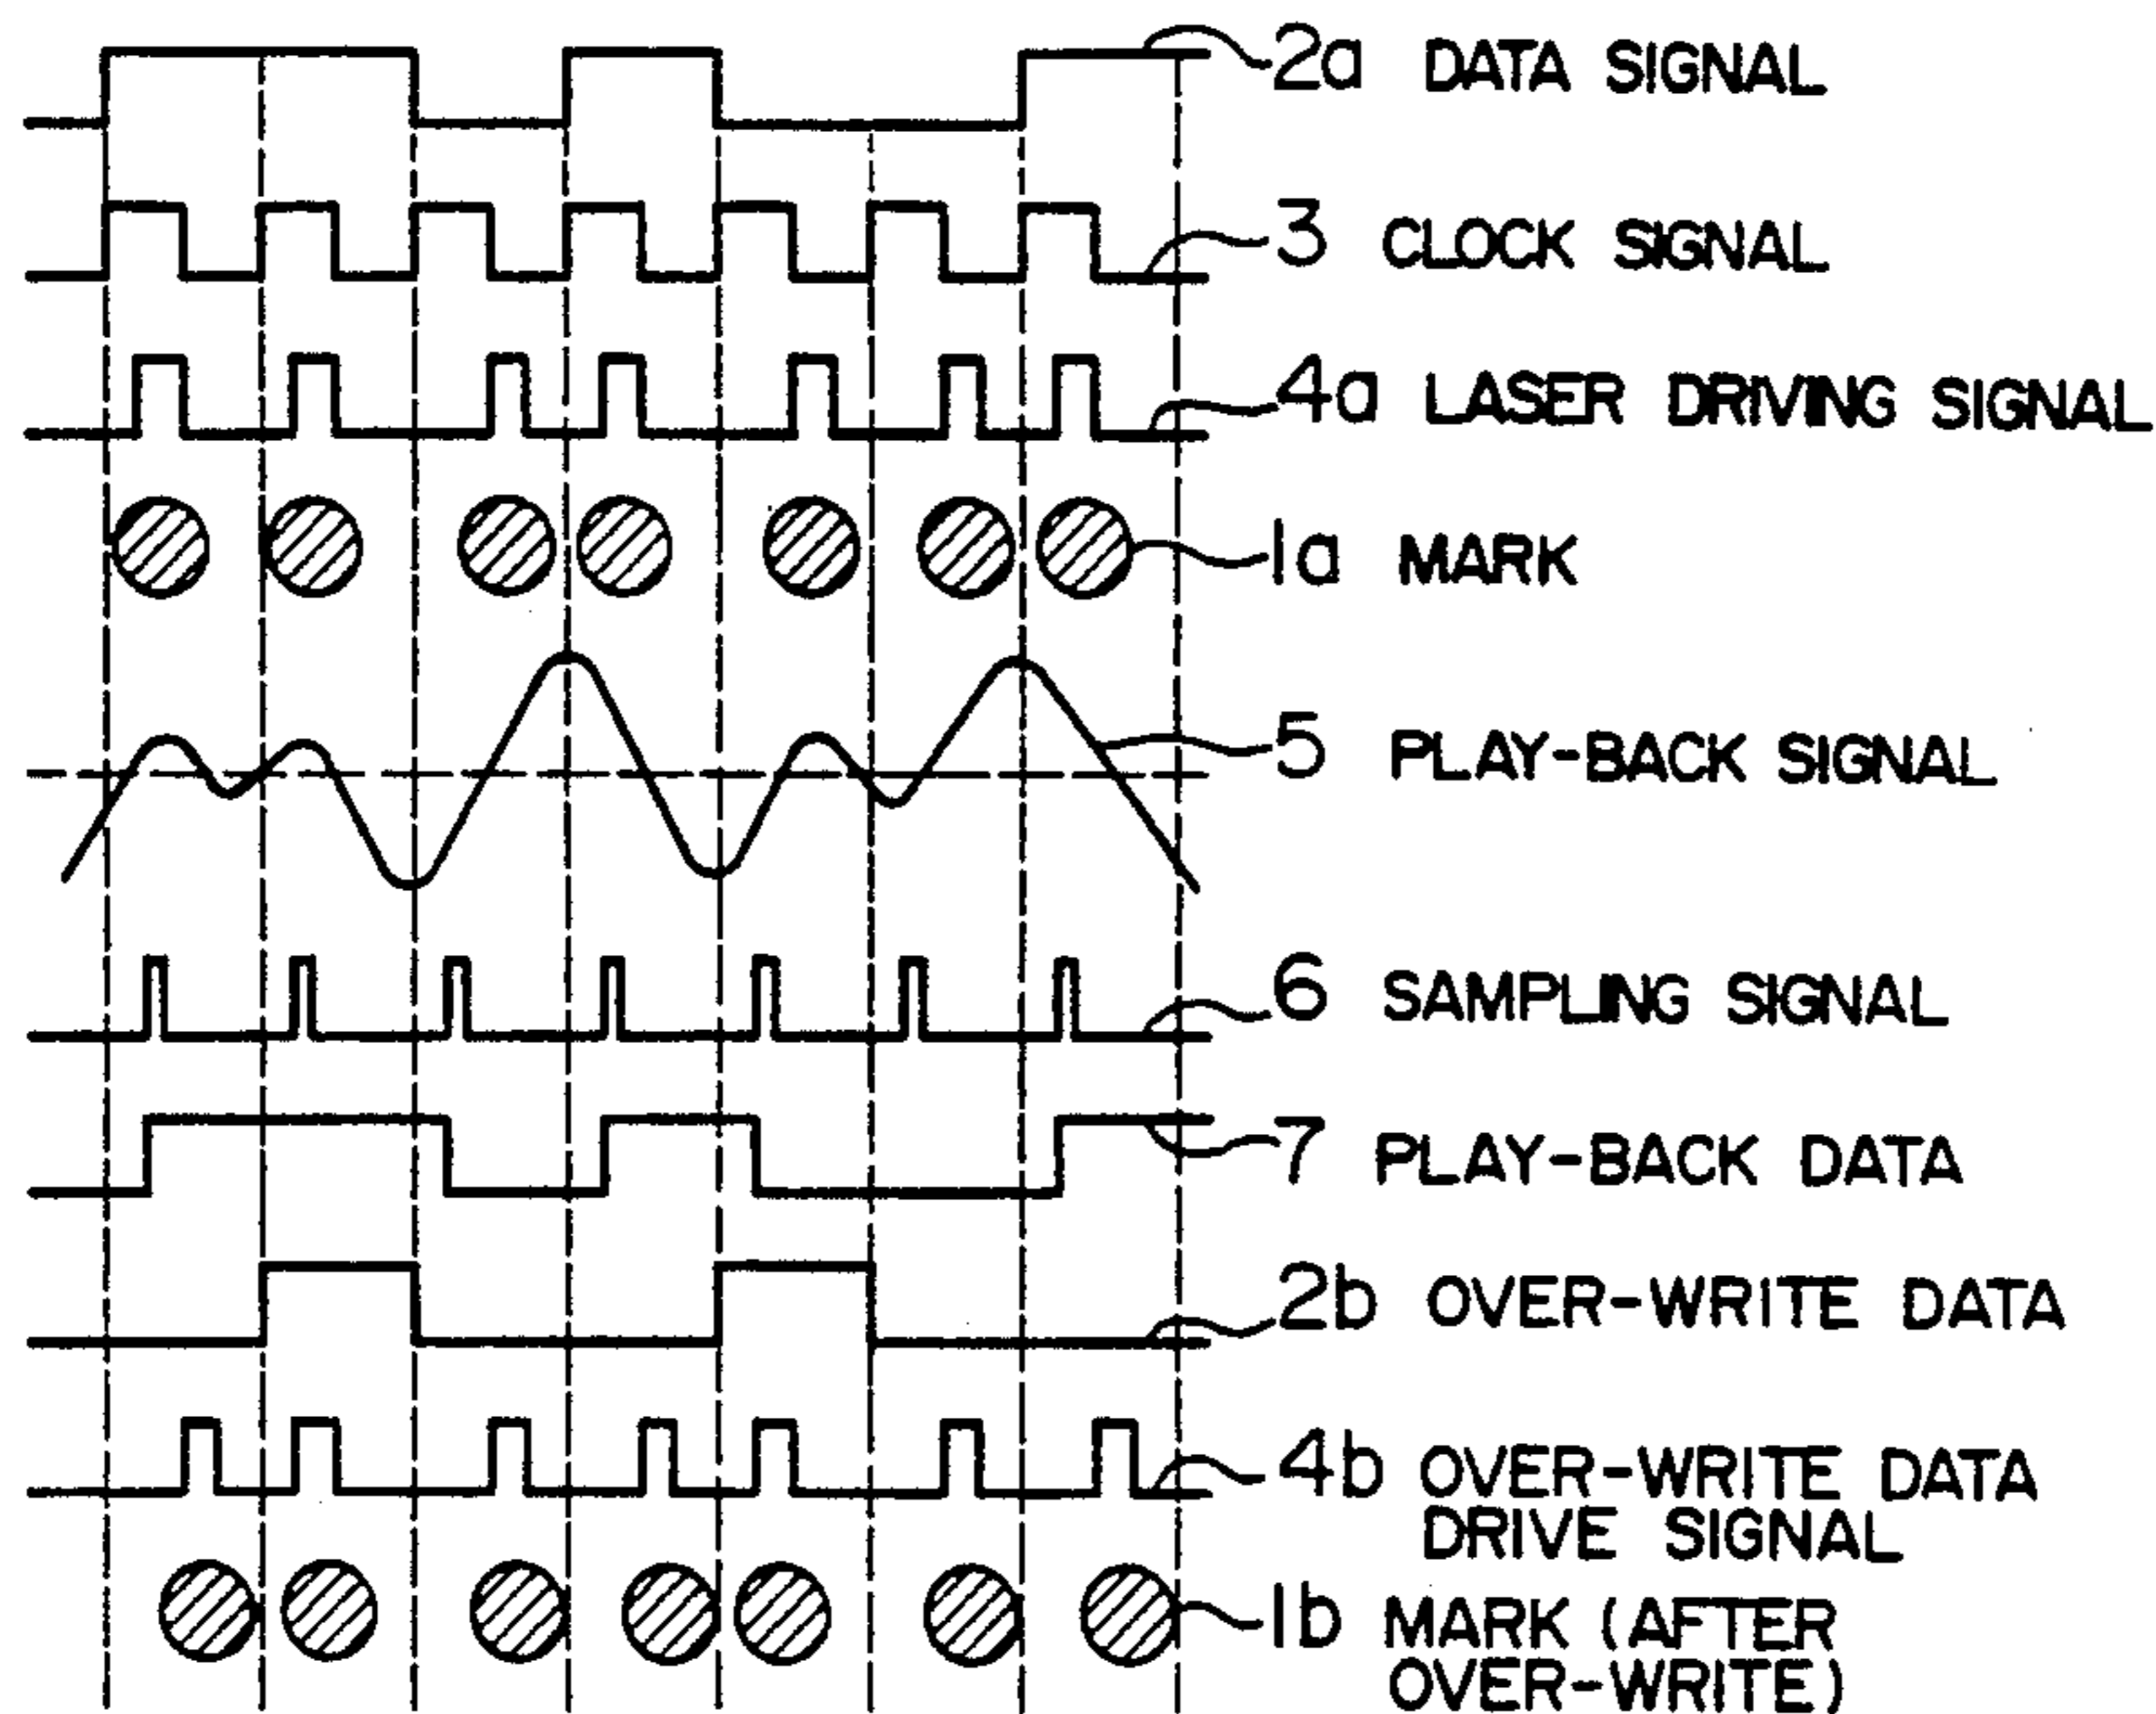 2a DATA SIGNAL
3 CLOCK SIGNAL
4a LASER DRIVING SIGNAL
1a MARK
5 PLAY-BACK SIGNAL
6 SAMPLING SIGNAL
7 PLAY-BACK DATA
2b OVER-WRITE DATA
4b OVER-WRITE DATA
DRIVE SIGNAL
1b MARK (AFTER
OVER-WRITE)